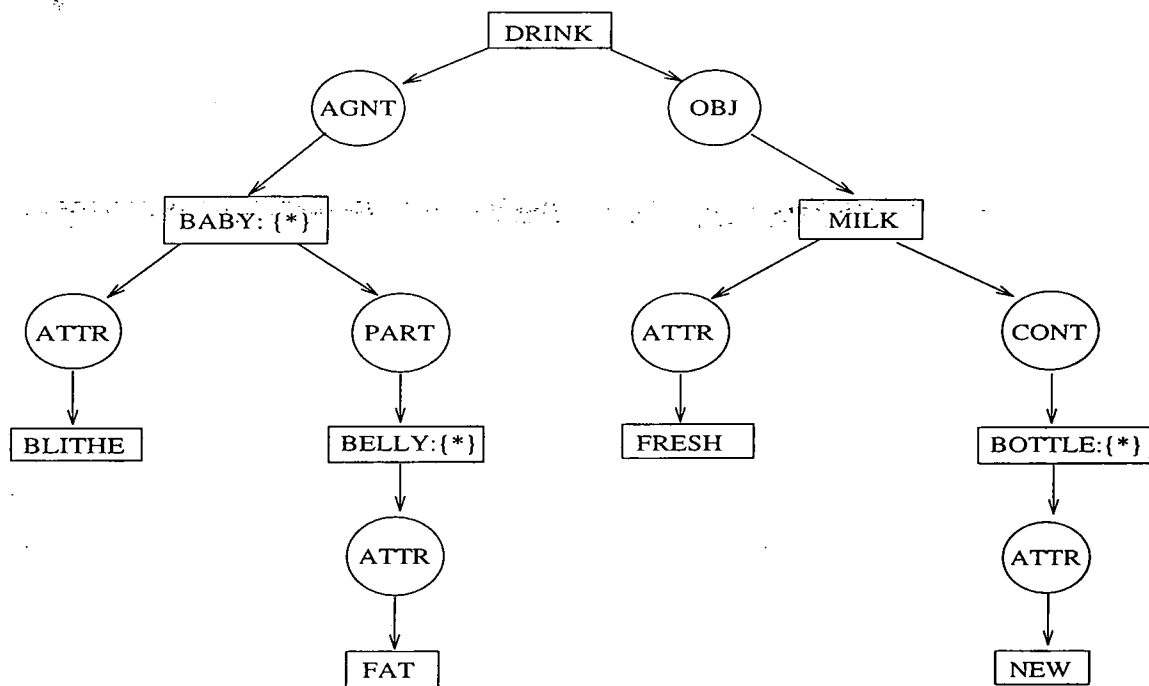 DRINK
AGNT OBJ
BABY: {*} MILK
ATTR PART ATTR CONT
BLITHE BELLY:{*} FRESH BOTTLE:{*}
ATTR ATTR
FAT NEW